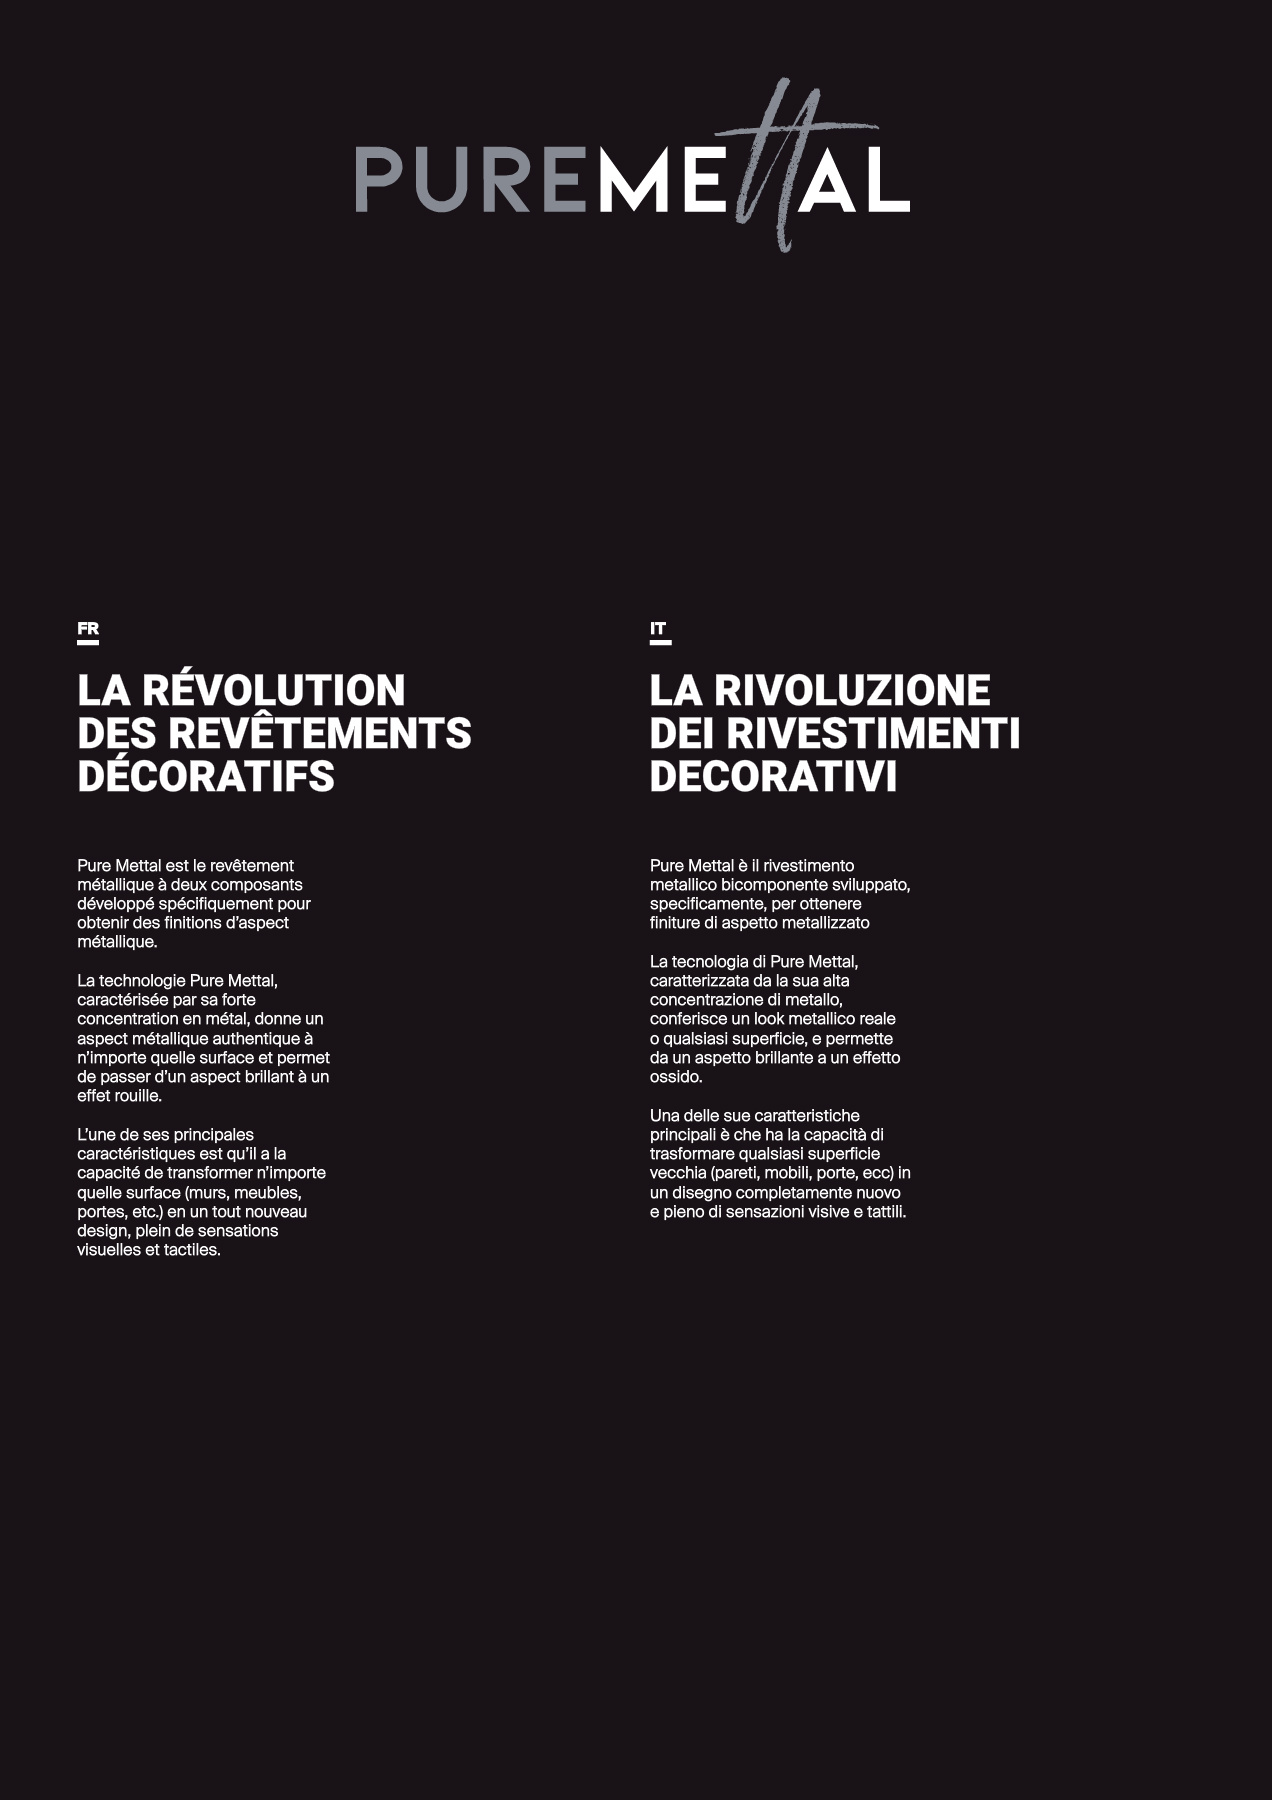 PUREMETTAL
FR
LA RÉVOLUTION
DES REVÊTEMENTS
DÉCORATIFS
Pure Mettal est le revêtement
métallique à deux composants
développé spécifiquement pour
obtenir des finitions d’aspect
métallique.
La technologie Pure Mettal,
caractérisée par sa forte
concentration en métal, donne un
aspect métallique authentique à
n’importe quelle surface et permet
de passer d’un aspect brillant à un
effet rouille.
L’une de ses principales
caractéristiques est qu’il a la
capacité de transformer n’importe
quelle surface (murs, meubles,
portes, etc.) en un tout nouveau
design, plein de sensations
visuelles et tactiles.
IT
LA RIVOLUZIONE
DEI RIVESTIMENTI
DECORATIVI
Pure Mettal è il rivestimento
metallico bicomponente sviluppato,
specificamente, per ottenere
finiture di aspetto metallizzato
La tecnologia di Pure Mettal,
caratterizzata da la sua alta
concentrazione di metallo,
conferisce un look metallico reale
o qualsiasi superficie, e permette
da un aspetto brillante a un effetto
ossido.
Una delle sue caratteristiche
principali è che ha la capacità di
trasformare qualsiasi superficie
vecchia (pareti, mobili, porte, ecc) in
un disegno completamente nuovo
e pieno di sensazioni visive e tattili.